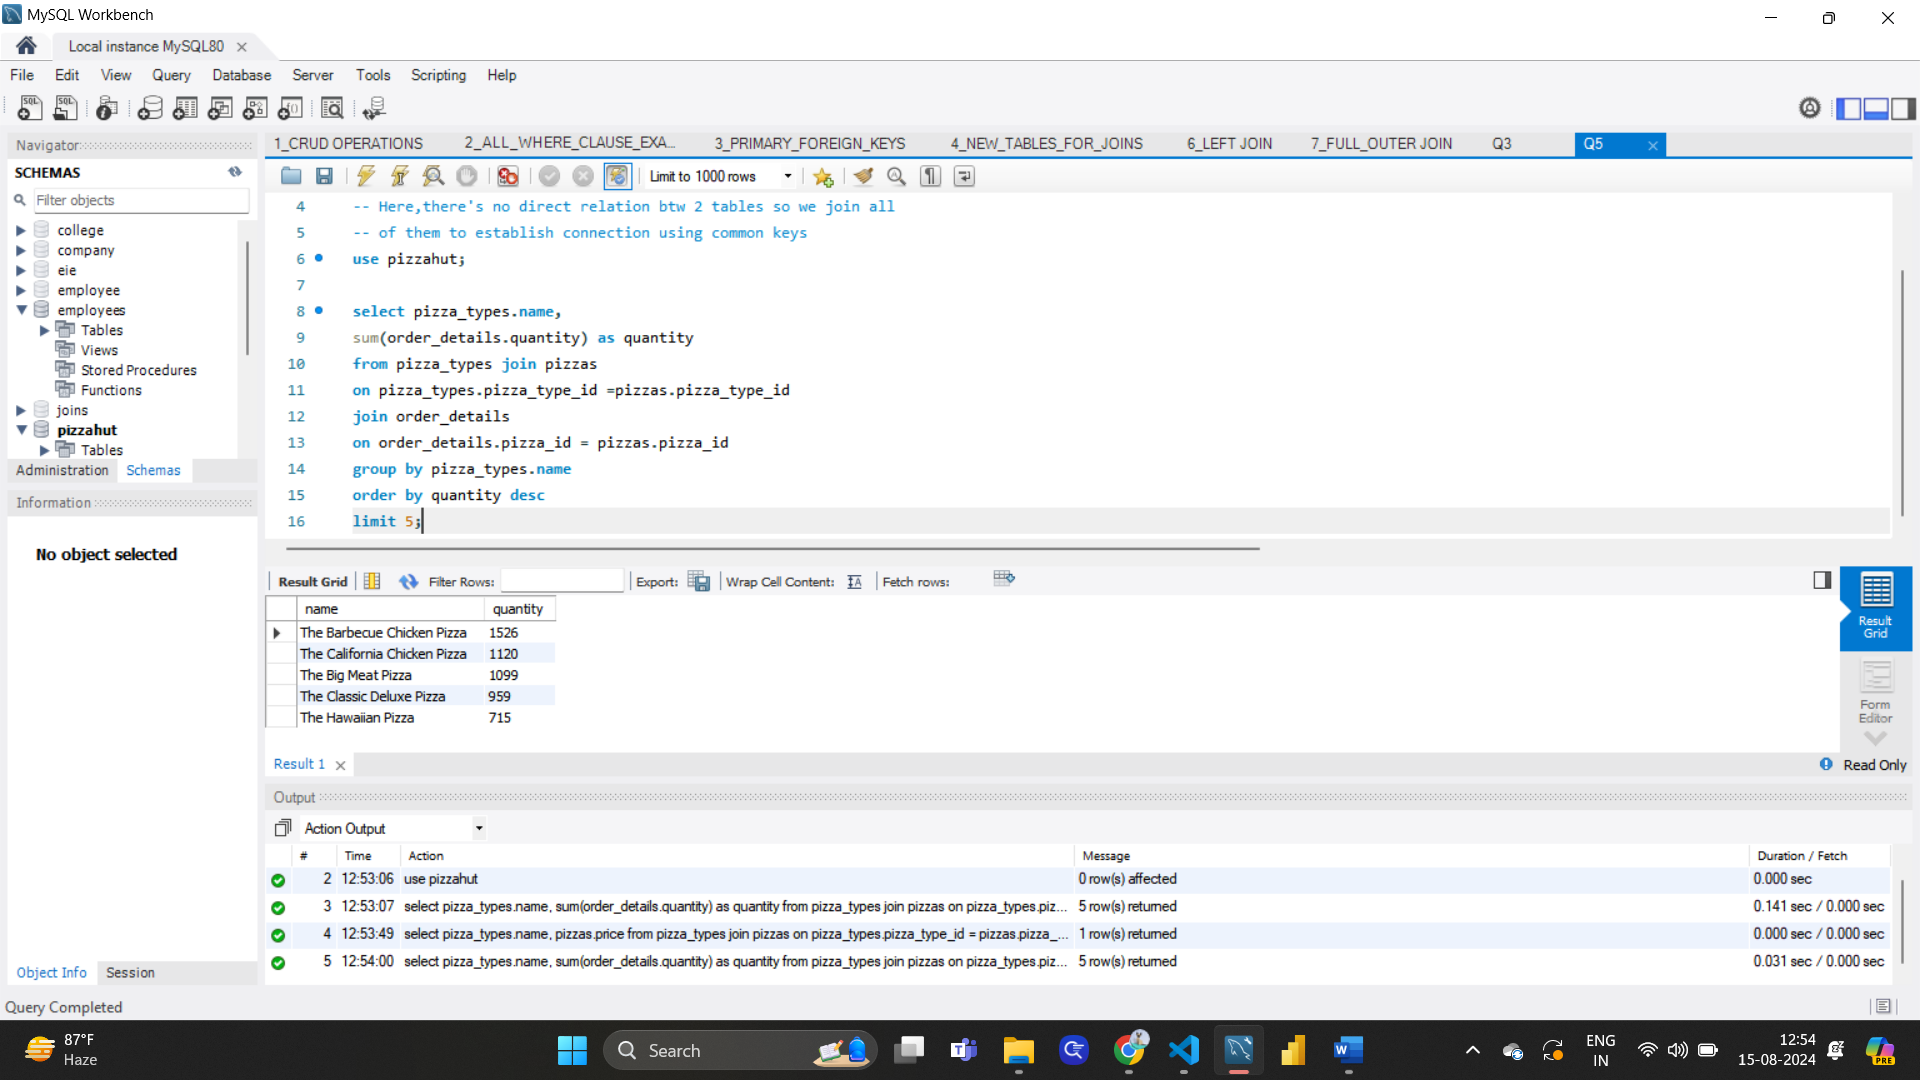 MySQL Workbench
Local instance MySQL80
File Edit View Query Database Server Tools Scripting Help
Navigator
1_CRUD OPERATIONS 2_ALL_WHERE_CLAUSE_EXA... 3_PRIMARY_FOREIGN_KEYS 4_NEW_TABLES_FOR_JOINS 6_LEFT JOIN 7_FULL_OUTER JOIN Q3 Q5
SCHEMAS
Filter objects
college
company
eie
employee
employees
Tables
Views
Stored Procedures
Functions
joins
pizzahut
Tables
Administration Schemas
Information
No object selected
Object Info Session
Limit to 1000 rows
4 -- Here,there's no direct relation btw 2 tables so we join all
5 -- of them to establish connection using common keys
6 use pizzahut;
7
8 select pizza_types.name,
9 sum(order_details.quantity) as quantity
10 from pizza_types join pizzas
11 on pizza_types.pizza_type_id =pizzas.pizza_type_id
12 join order_details
13 on order_details.pizza_id = pizzas.pizza_id
14 group by pizza_types.name
15 order by quantity desc
16 limit 5;
Result Grid Filter Rows: Export: Wrap Cell Content: Fetch rows:
name quantity
The Barbecue Chicken Pizza 1526
The California Chicken Pizza 1120
The Big Meat Pizza 1099
The Classic Deluxe Pizza 959
The Hawaiian Pizza 715
Result Grid
Form Editor
Result 1
Read Only
Output
Action Output
# Time Action Message Duration / Fetch
2 12:53:06 use pizzahut 0 row(s) affected 0.000 sec
3 12:53:07 select pizza_types.name, sum(order_details.quantity) as quantity from pizza_types join pizzas on pizza_types.piz... 5 row(s) returned 0.141 sec / 0.000 sec
4 12:53:49 select pizza_types.name, pizzas.price from pizza_types join pizzas on pizza_types.pizza_type_id = pizzas.pizza_... 1 row(s) returned 0.000 sec / 0.000 sec
5 12:54:00 select pizza_types.name, sum(order_details.quantity) as quantity from pizza_types join pizzas on pizza_types.piz... 5 row(s) returned 0.031 sec / 0.000 sec
Query Completed
87°F
Haze
Search
ENG
IN
12:54
15-08-2024
PRE